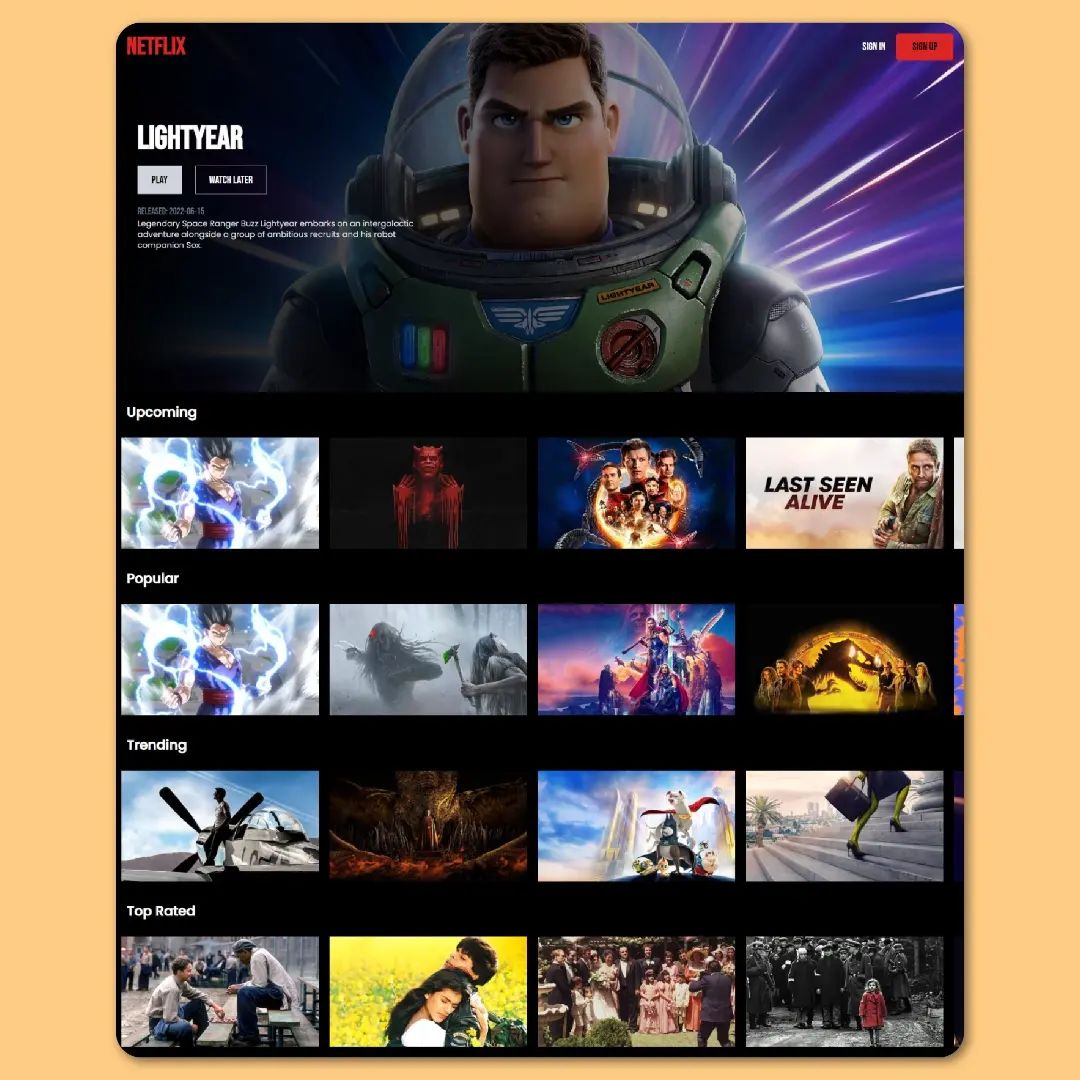 NETFLIX
SIGN IN
SIGN UP
LIGHTYEAR
PLAY
WATCH LATER
RELEASED: 2022-06-15
Legendary Space Ranger Buzz Lightyear embarks on an intergalactic
adventure alongside a group of ambitious recruits and his robot
companion Sox.
LIGHTYEAR
Upcoming
LAST SEEN
ALIVE
Popular
Trending
Top Rated